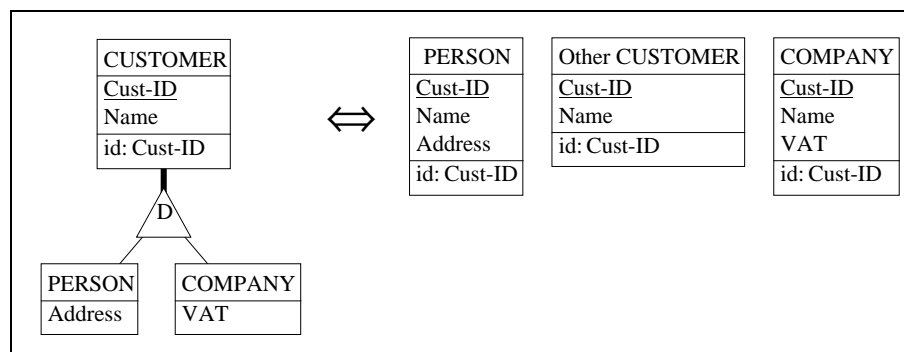 CUSTOMER
Cust-ID
Name
id: Cust-ID
D
PERSON
Address
COMPANY
VAT
⇔
PERSON
Cust-ID
Name
Address
id: Cust-ID
Other CUSTOMER
Cust-ID
Name
id: Cust-ID
COMPANY
Cust-ID
Name
VAT
id: Cust-ID